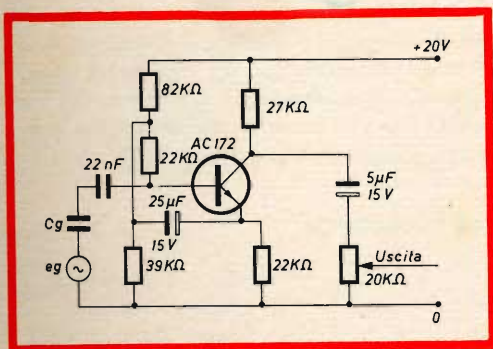 +20V
82KΩ
27KΩ
AC172
22KΩ
22nF
25µF
15V
5µF
15V
Cg
eg
39KΩ
22KΩ
Uscita
20KΩ
0